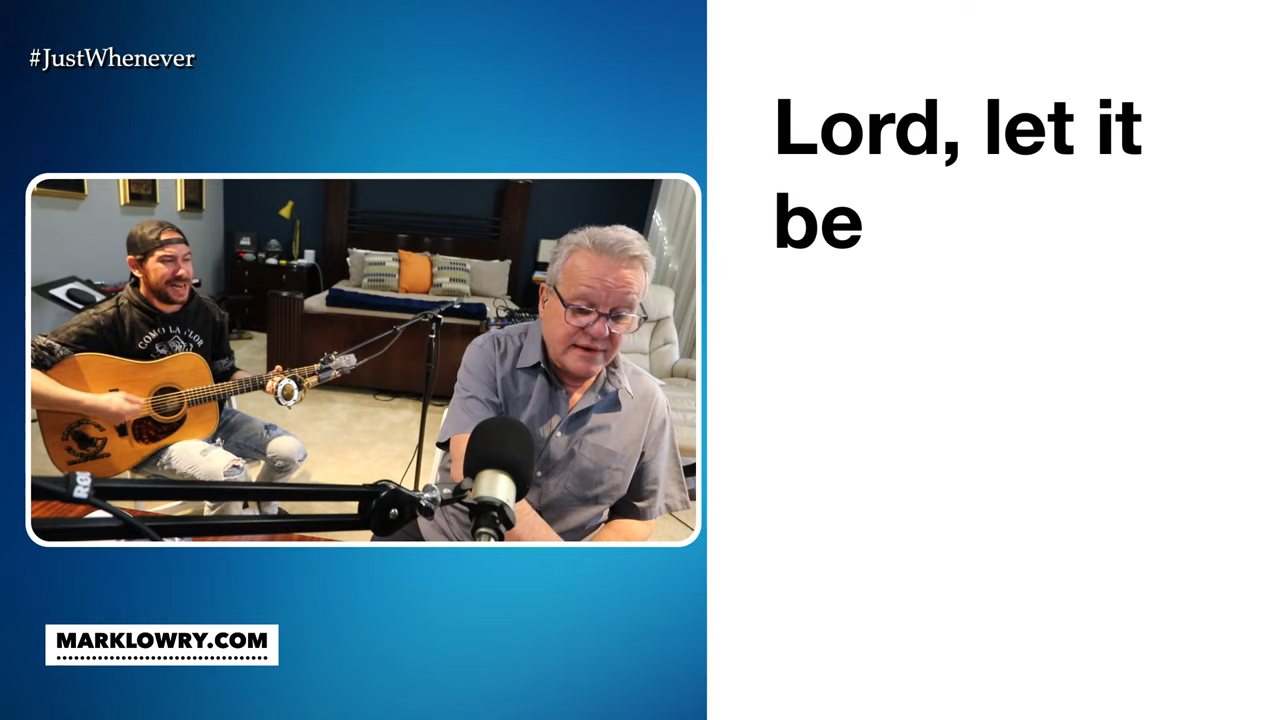 #JustWhenever
Lord, let it
be
COMO LA FLOR
MARKLOWRY.COM